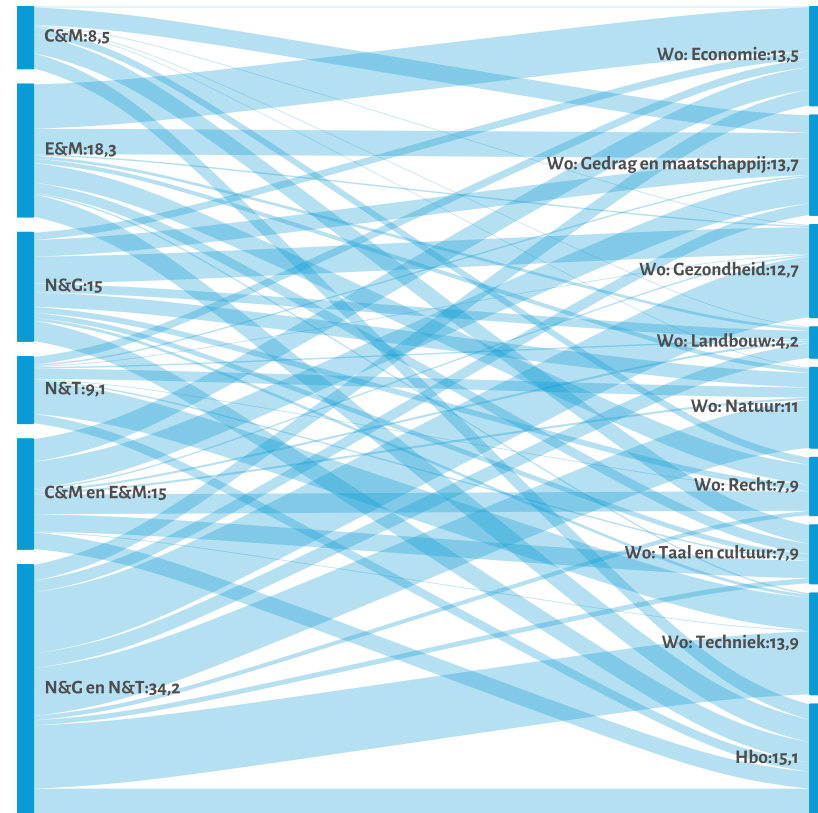 C&M:8,5
E&M:18,3
N&G:15
N&T:9,1
C&M en E&M:15
N&G en N&T:34,2
Wo: Economie:13,5
Wo: Gedrag en maatschappij:13,7
Wo: Gezondheid:12,7
Wo: Landbouw:4,2
Wo: Natuur:11
Wo: Recht:7,9
Wo: Taal en cultuur:7,9
Wo: Techniek:13,9
Hbo:15,1